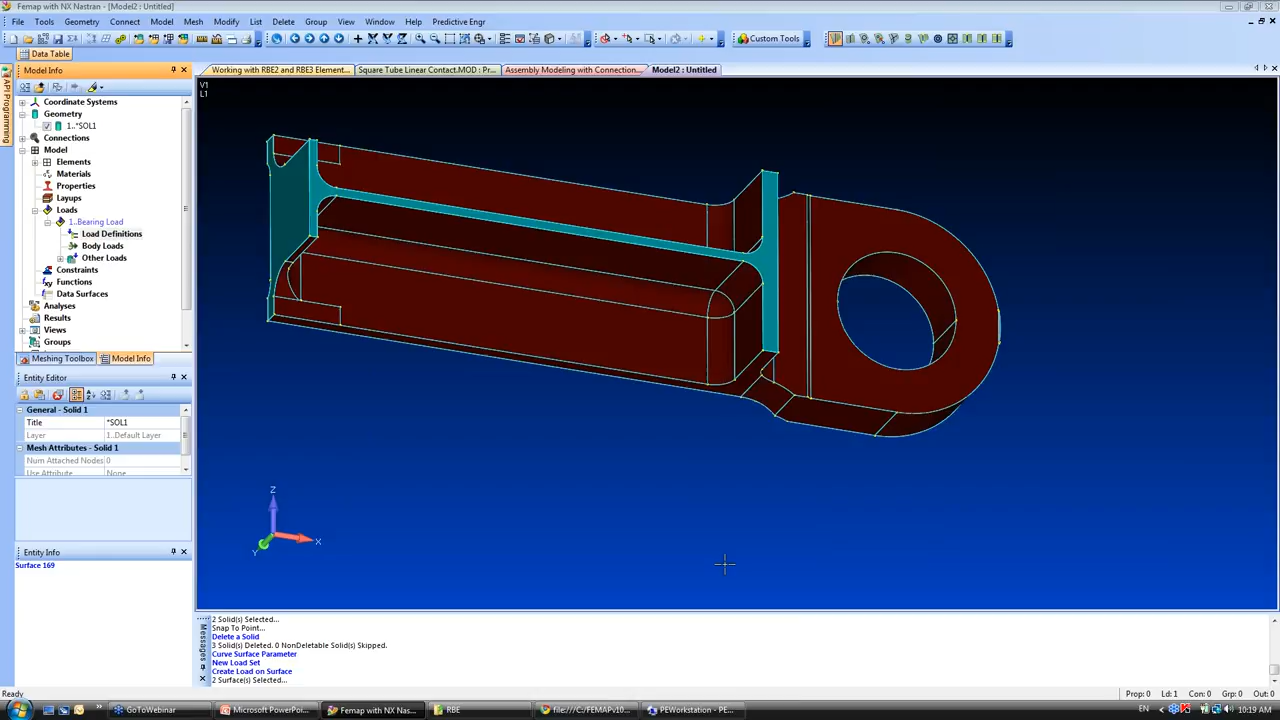 Femap with NX Nastran - [Model2 : Untitled]
File Tools Geometry Connect Model Mesh Modify List Delete Group View Window Help Predictive Engr
Custom Tools
Data Table
Model Info
Working with RBE2 and RBE3 Element... Square Tube Linear Contact.MOD : Pr... Assembly Modeling with Connection... Model2 : Untitled
API Programming
V1
L1
Coordinate Systems
Geometry
1..*SOL1
Connections
Model
Elements
Materials
Properties
Layups
Loads
1..Bearing Load
Load Definitions
Body Loads
Other Loads
Constraints
Functions
Data Surfaces
Analyses
Results
Views
Groups
Meshing Toolbox Model Info
Entity Editor
General - Solid 1
Title *SOL1
Layer 1..Default Layer
Mesh Attributes - Solid 1
Num Attached Nodes 0
Use Attribute None
Z
X
Y
Entity Info
Surface 169
Messages
2 Solid(s) Selected...
Snap To Point...
Delete a Solid
3 Solid(s) Deleted. 0 NonDeletable Solid(s) Skipped.
Curve Surface Parameter
New Load Set
Create Load on Surface
2 Surface(s) Selected...
Ready Prop: 0 Ld: 1 Con: 0 Grp: 0 Out: 0
GoToWebinar Microsoft PowerPo... Femap with NX Nas... RBE file:///C:/FEMAPv10... PEWorkstation - PE... EN 10:19 AM